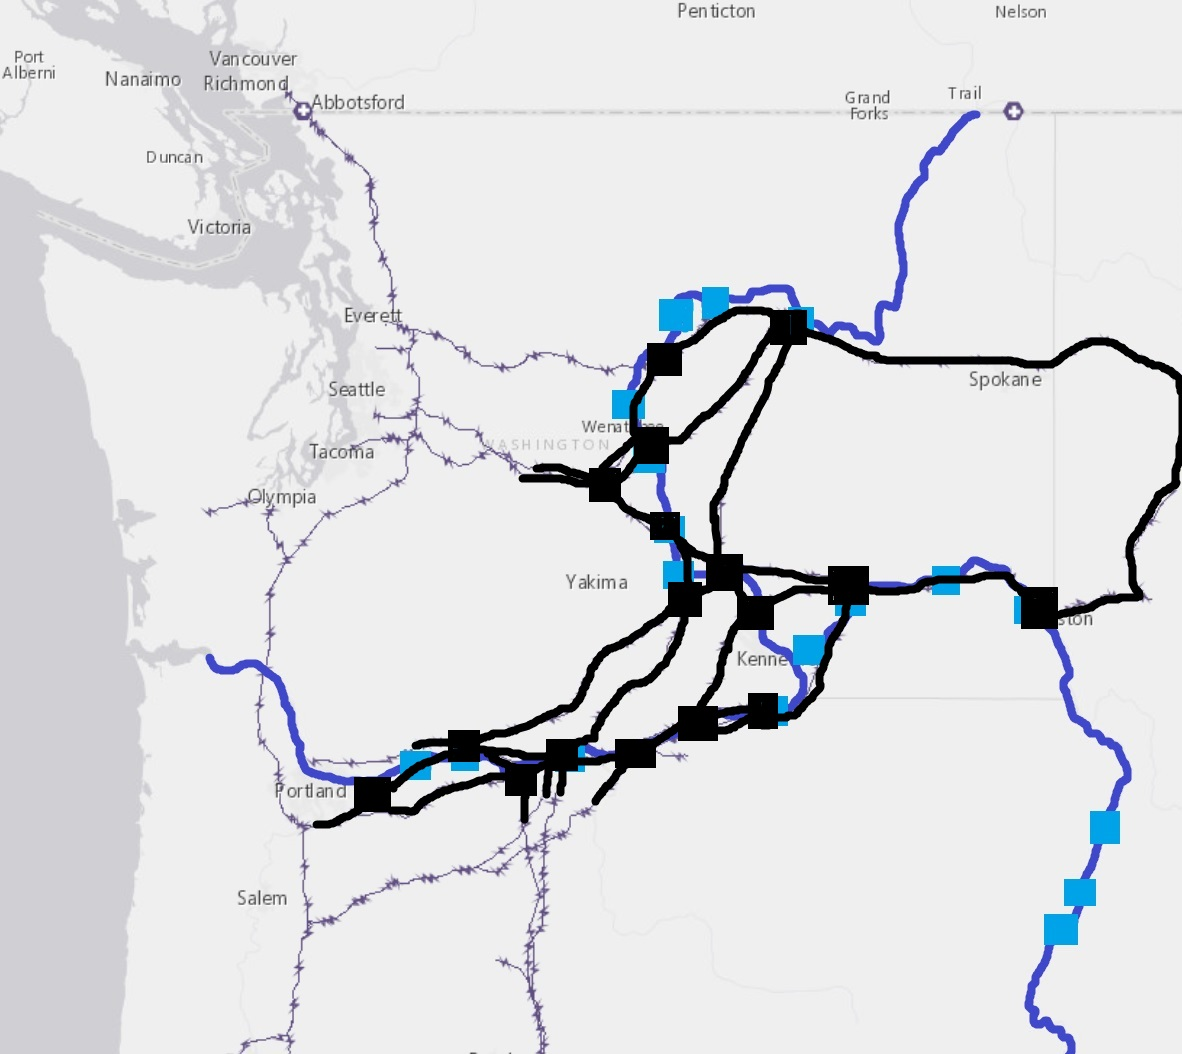 Penticton
Nelson
Port
Alberni
Nanaimo
Vancouver
Richmond
Abbotsford
Grand
Forks
Trail
Duncan
Victoria
Everett
Seattle
Spokane
Tacoma
WASHINGTON
Olympia
Yakima
Portland
Salem